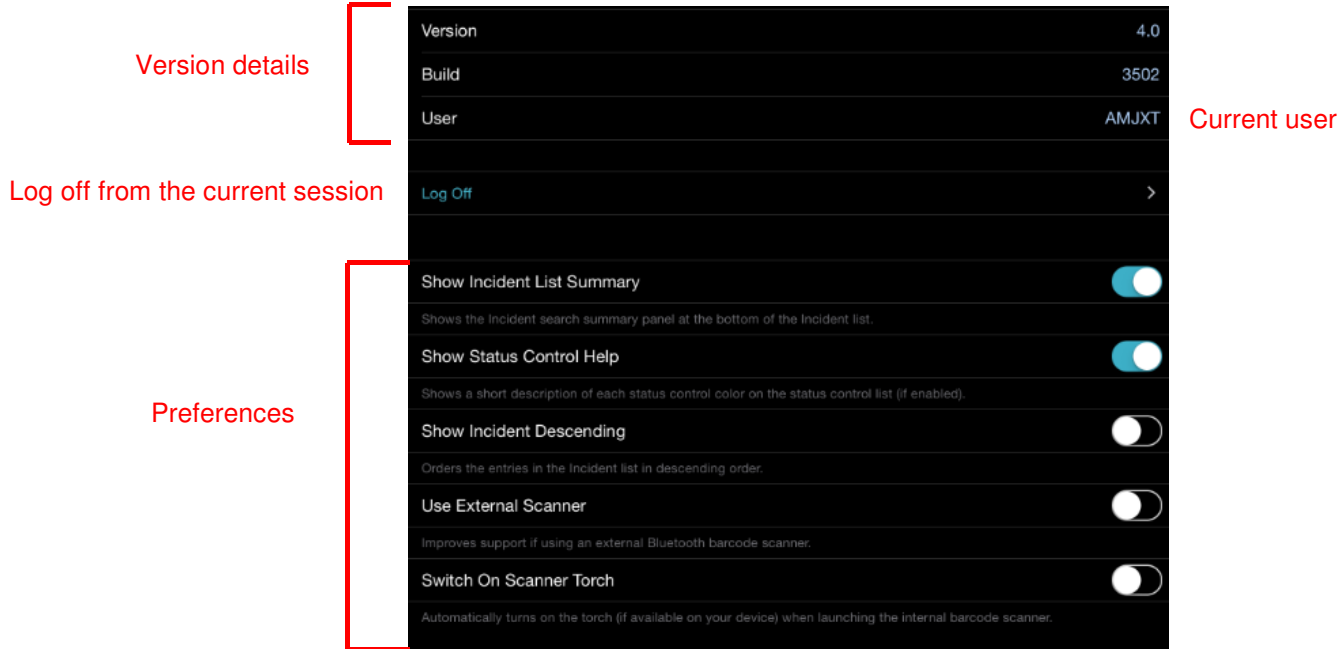 Version 4.0
Version details
Build 3502
User AMJXT Current user
Log off from the current session Log Off
Show Incident List Summary
Shows the Incident search summary panel at the bottom of the Incident list.
Show Status Control Help
Shows a short description of each status control color on the status control list (if enabled).
Preferences
Show Incident Descending
Orders the entries in the Incident list in descending order.
Use External Scanner
Improves support if using an external Bluetooth barcode scanner.
Switch On Scanner Torch
Automatically turns on the torch (if available on your device) when launching the internal barcode scanner.